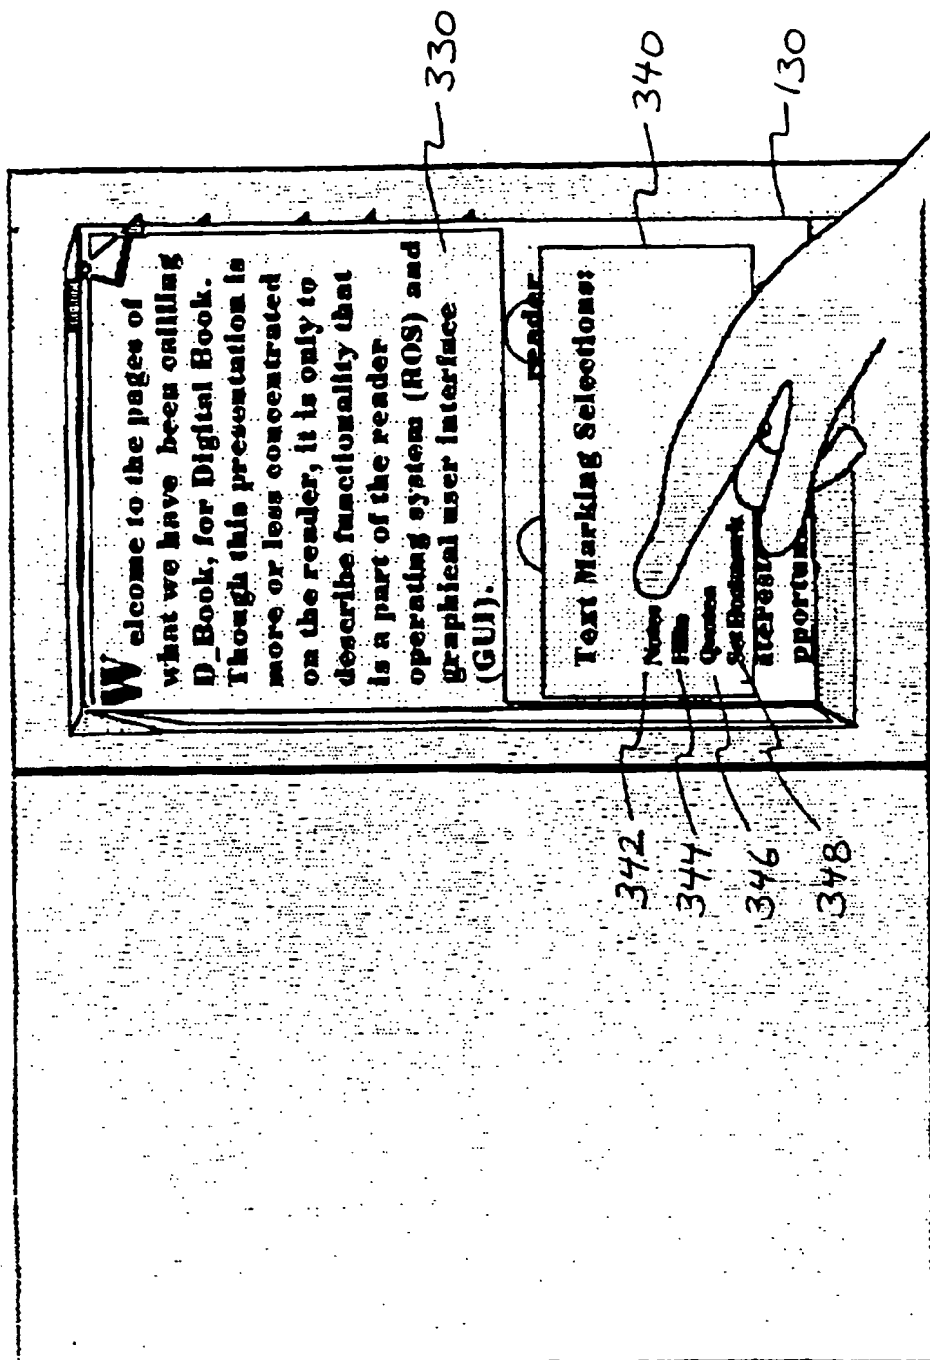 Welcome to the pages of
what we have been calling
D_Book, for Digital Book.
Though this presentation is
more or less concentrated
on the reader, it is only to
describe functionality that
is a part of the reader
operating system (ROS) and
graphical user interface
(GUI).
reader
Text Marking Selections:
Notes
Quotes
Set Bookmark
330
340
130
342
344
346
348